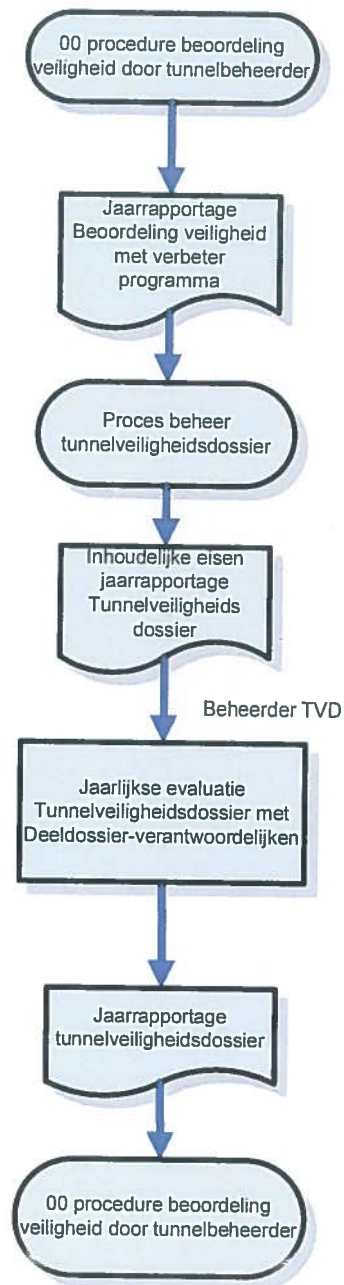 00 procedure beoordeling
veiligheid door tunnelbeheerder
Jaarrapportage
Beoordeling veiligheid
met verbeter
programma
Proces beheer
tunnelveiligheidsdossier
Inhoudelijke eisen
jaarrapportage
Tunnelveiligheids
dossier
Beheerder TVD
Jaarlijkse evaluatie
Tunnelveiligheidsdossier met
Deeldossier-verantwoordelijken
Jaarrapportage
tunnelveiligheidsdossier
00 procedure beoordeling
veiligheid door tunnelbeheerder